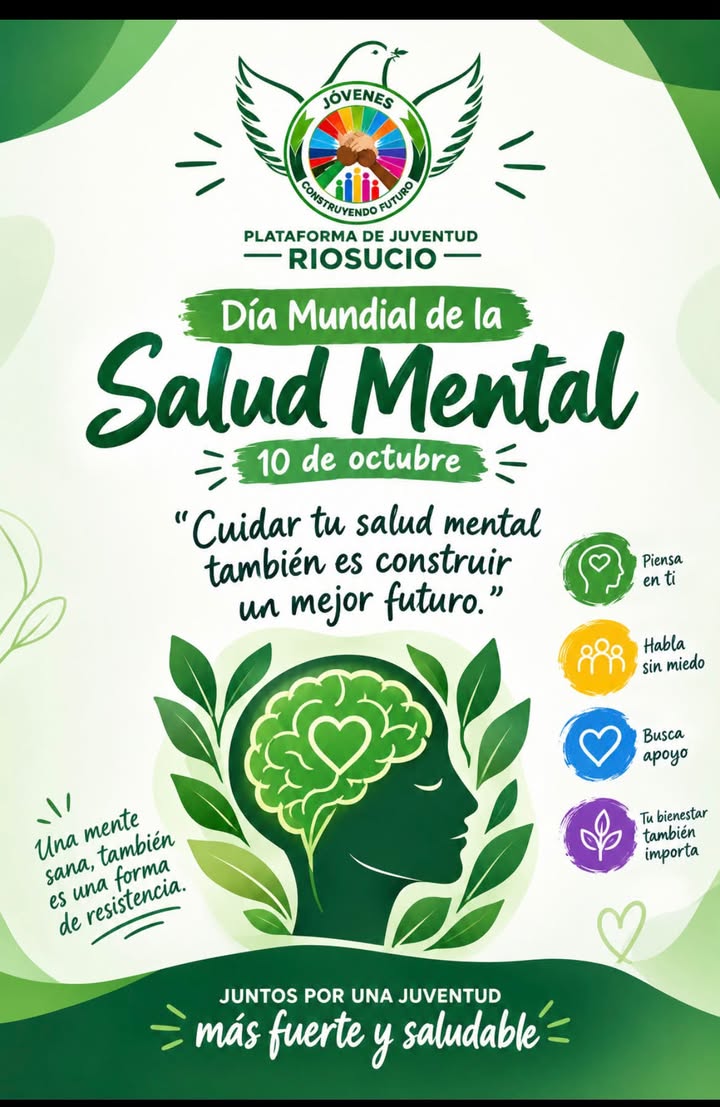 JÓVENES
CONSTRUYENDO FUTURO
PLATAFORMA DE JUVENTUD
RIOSUCIO
Día Mundial de la
Salud Mental
10 de octubre
"Cuidar tu salud mental
también es construir
un mejor futuro."
Piensa
en ti
Habla
sin miedo
Busca
apoyo
Tu bienestar
también
importa
Una mente
sana, también
es una forma
de resistencia.
JUNTOS POR UNA JUVENTUD
más fuerte y saludable